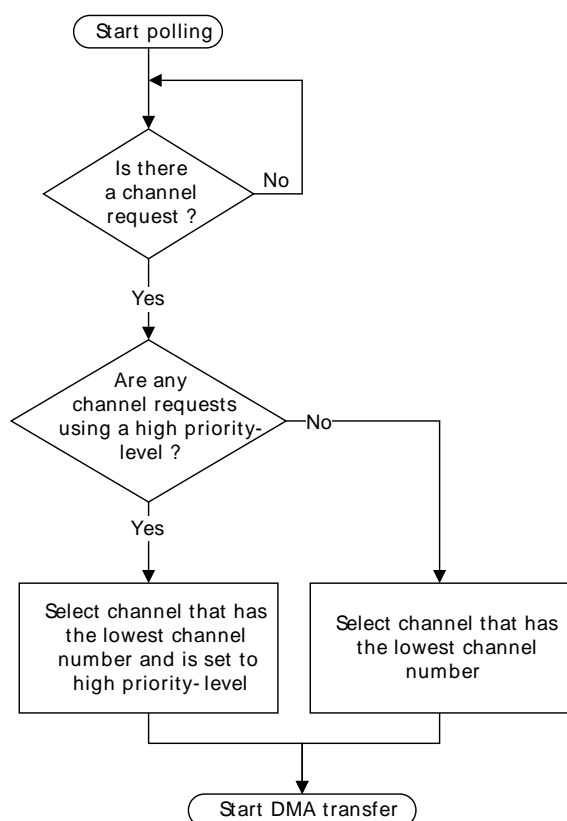 Start polling
Is there
a channel
request ?
No
Yes
Are any
channel requests
using a high priority-
level ?
No
Yes
Select channel that has
the lowest channel
number and is set to
high priority-level
Select channel that has
the lowest channel
number
Start DMA transfer